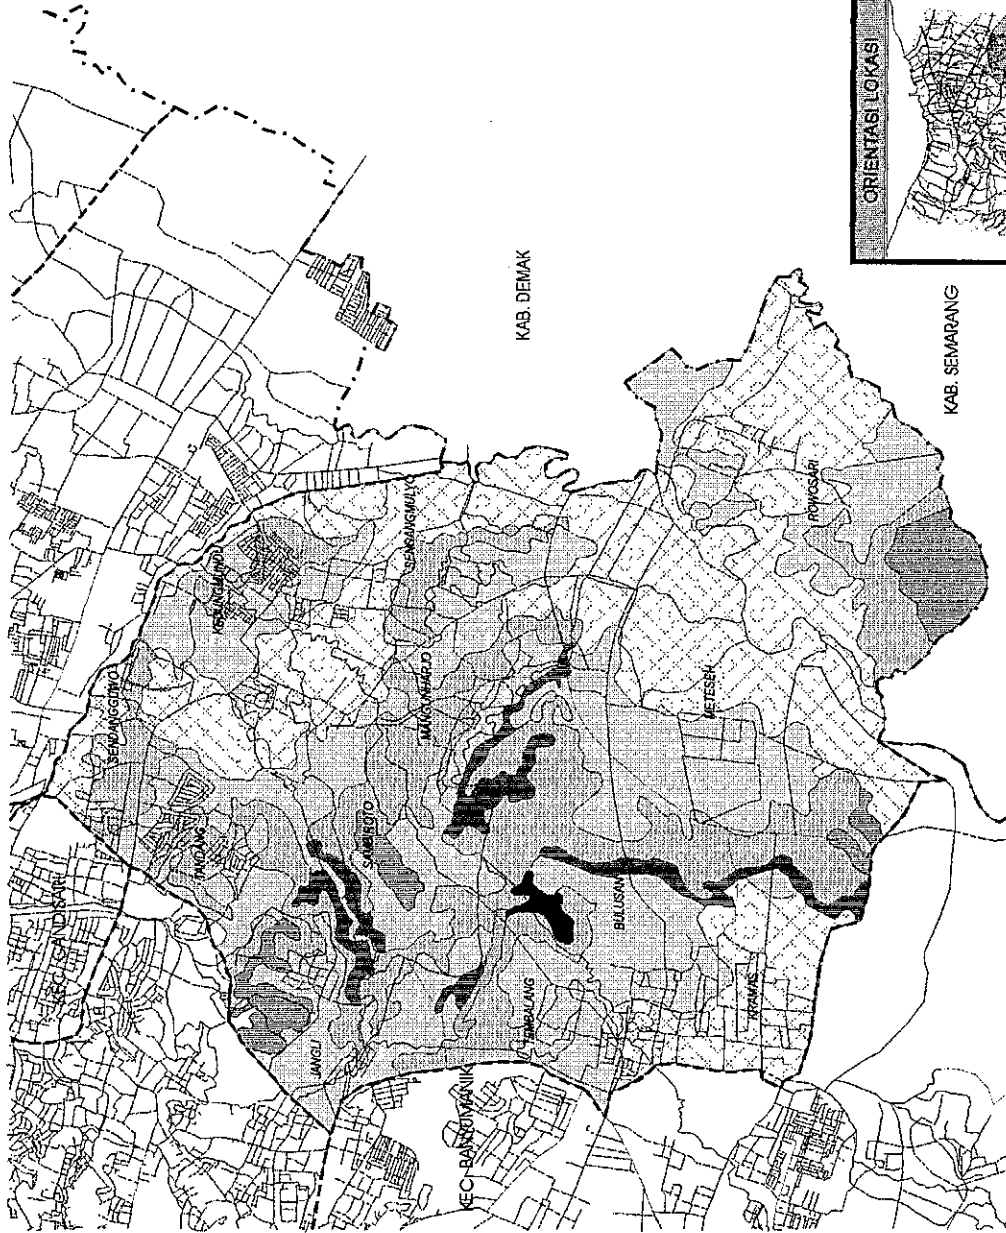 KEC. CANDISARI
SENDANGGUWO
KEDUNGMUNDU
TANDANG
SENDANGMULYO
JANGLI
SAMBIROTO
MANGUNHARJO
KEC. BANYUMANIK
TEMBALANG
BULUSAN
KRAMAS
METESEH
ROWOSARI
KAB. DEMAK
KAB. SEMARANG
ORIENTASI LOKASI